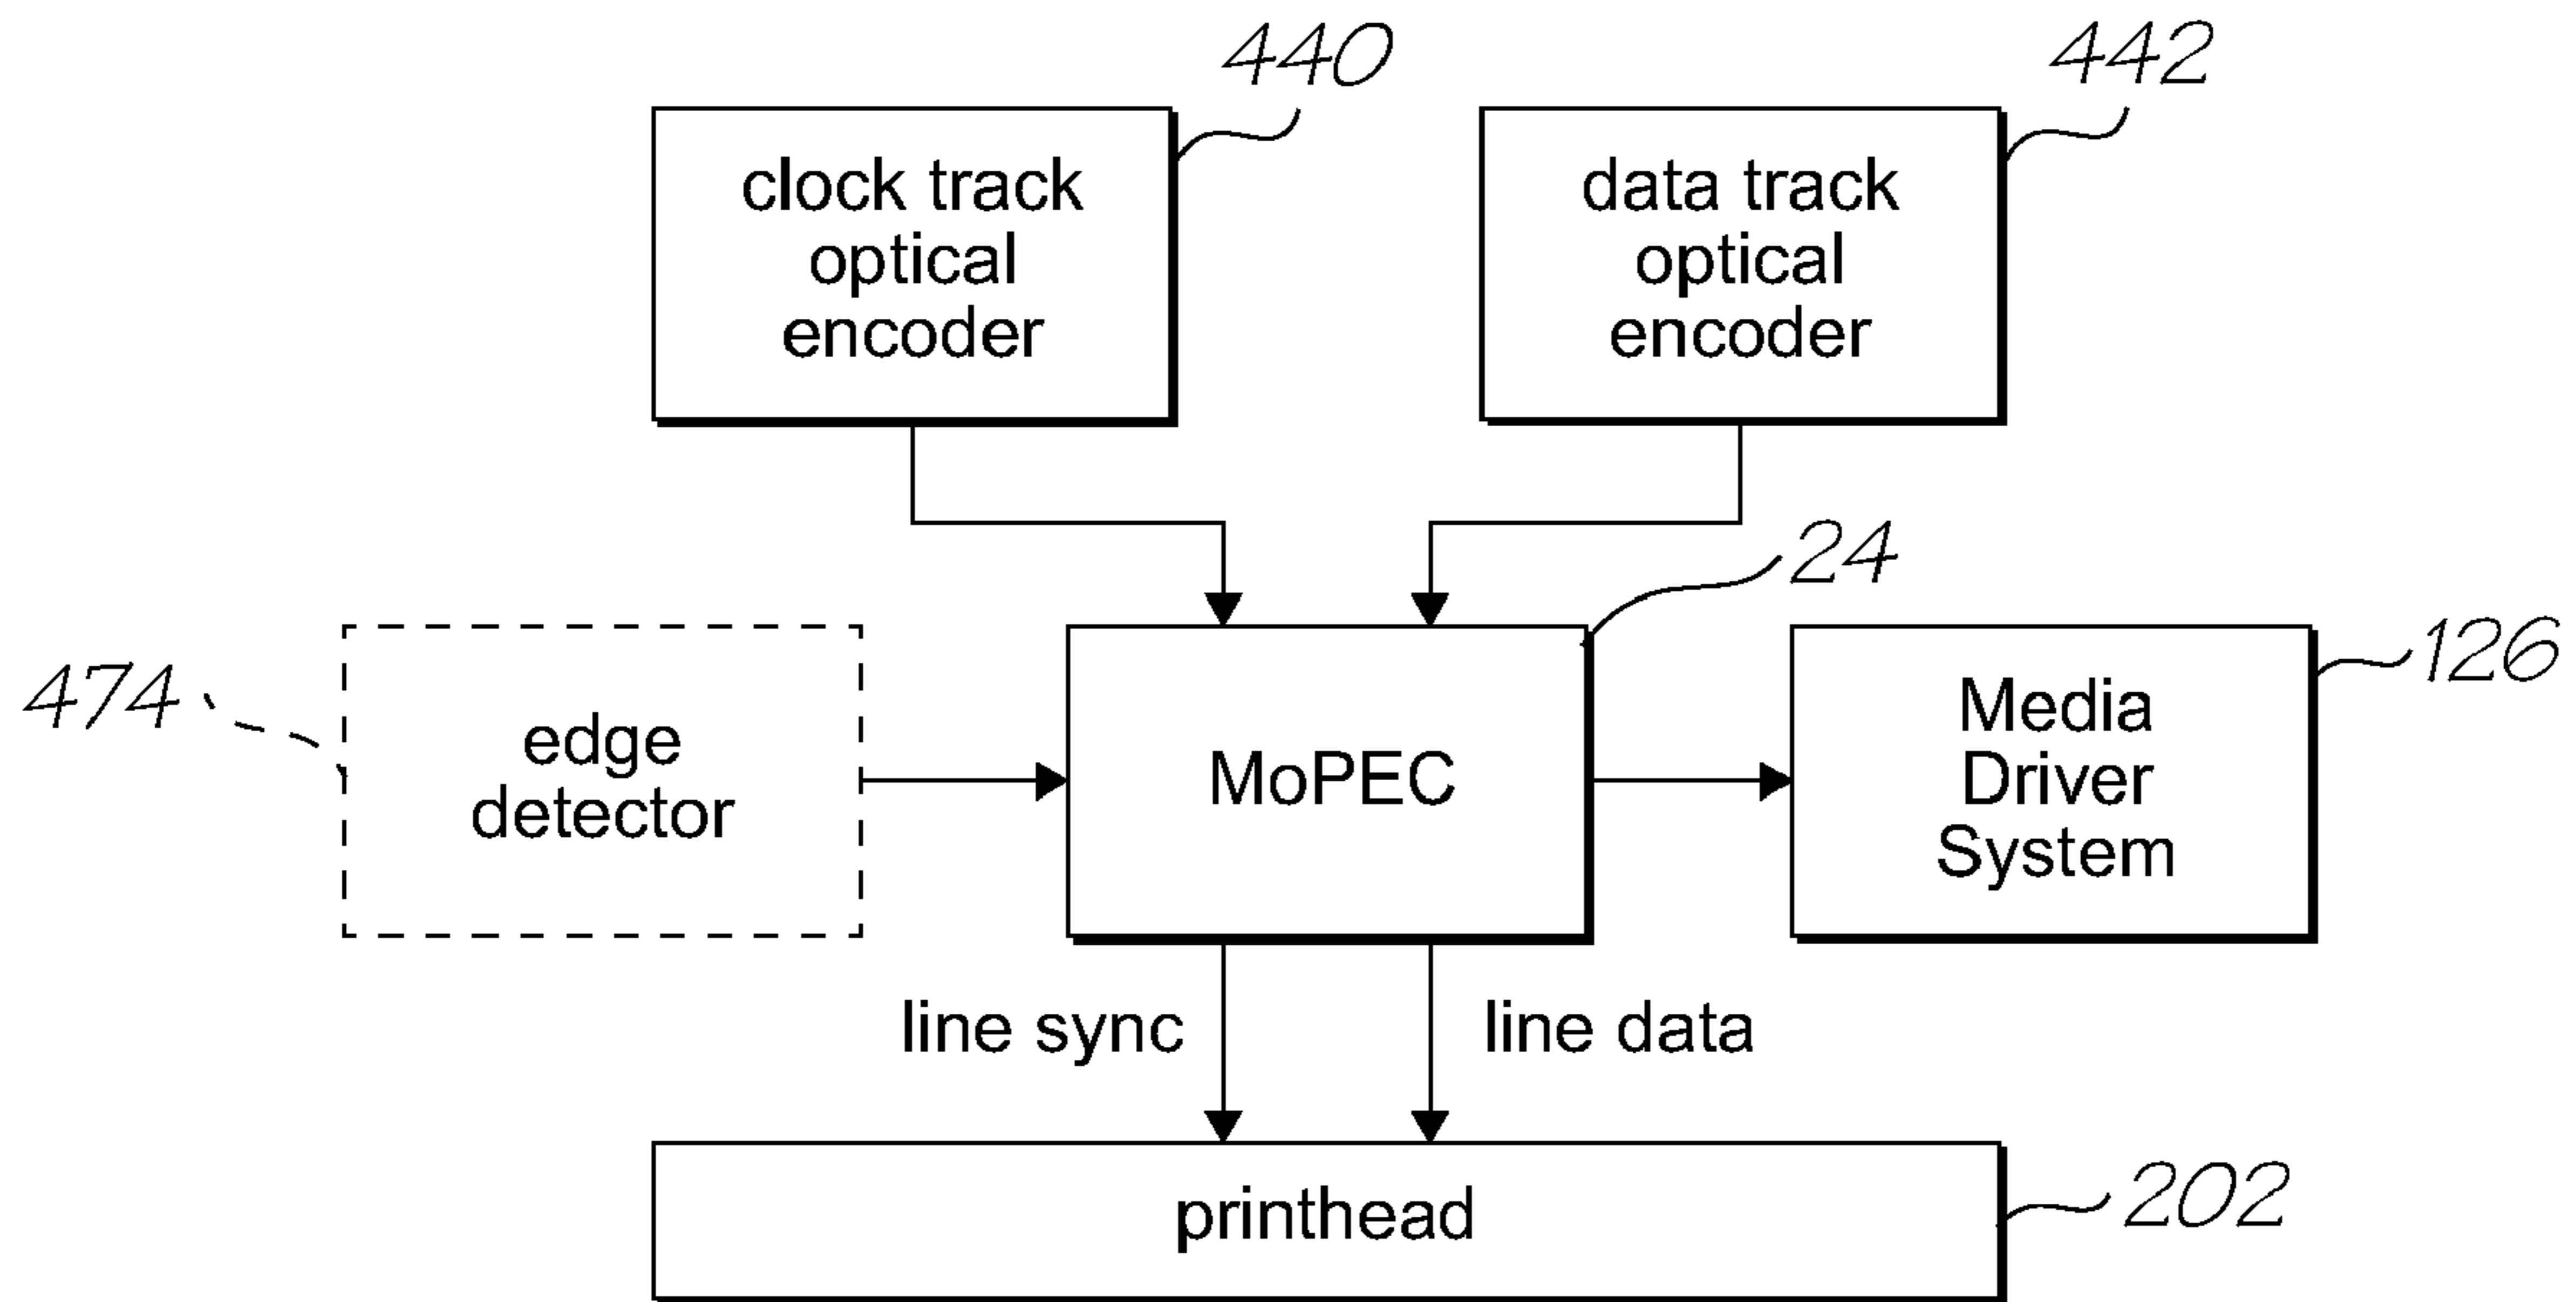 440
442
clock track
optical
encoder
data track
optical
encoder
24
474
edge
detector
MoPEC
126
Media
Driver
System
line sync
line data
printhead
202